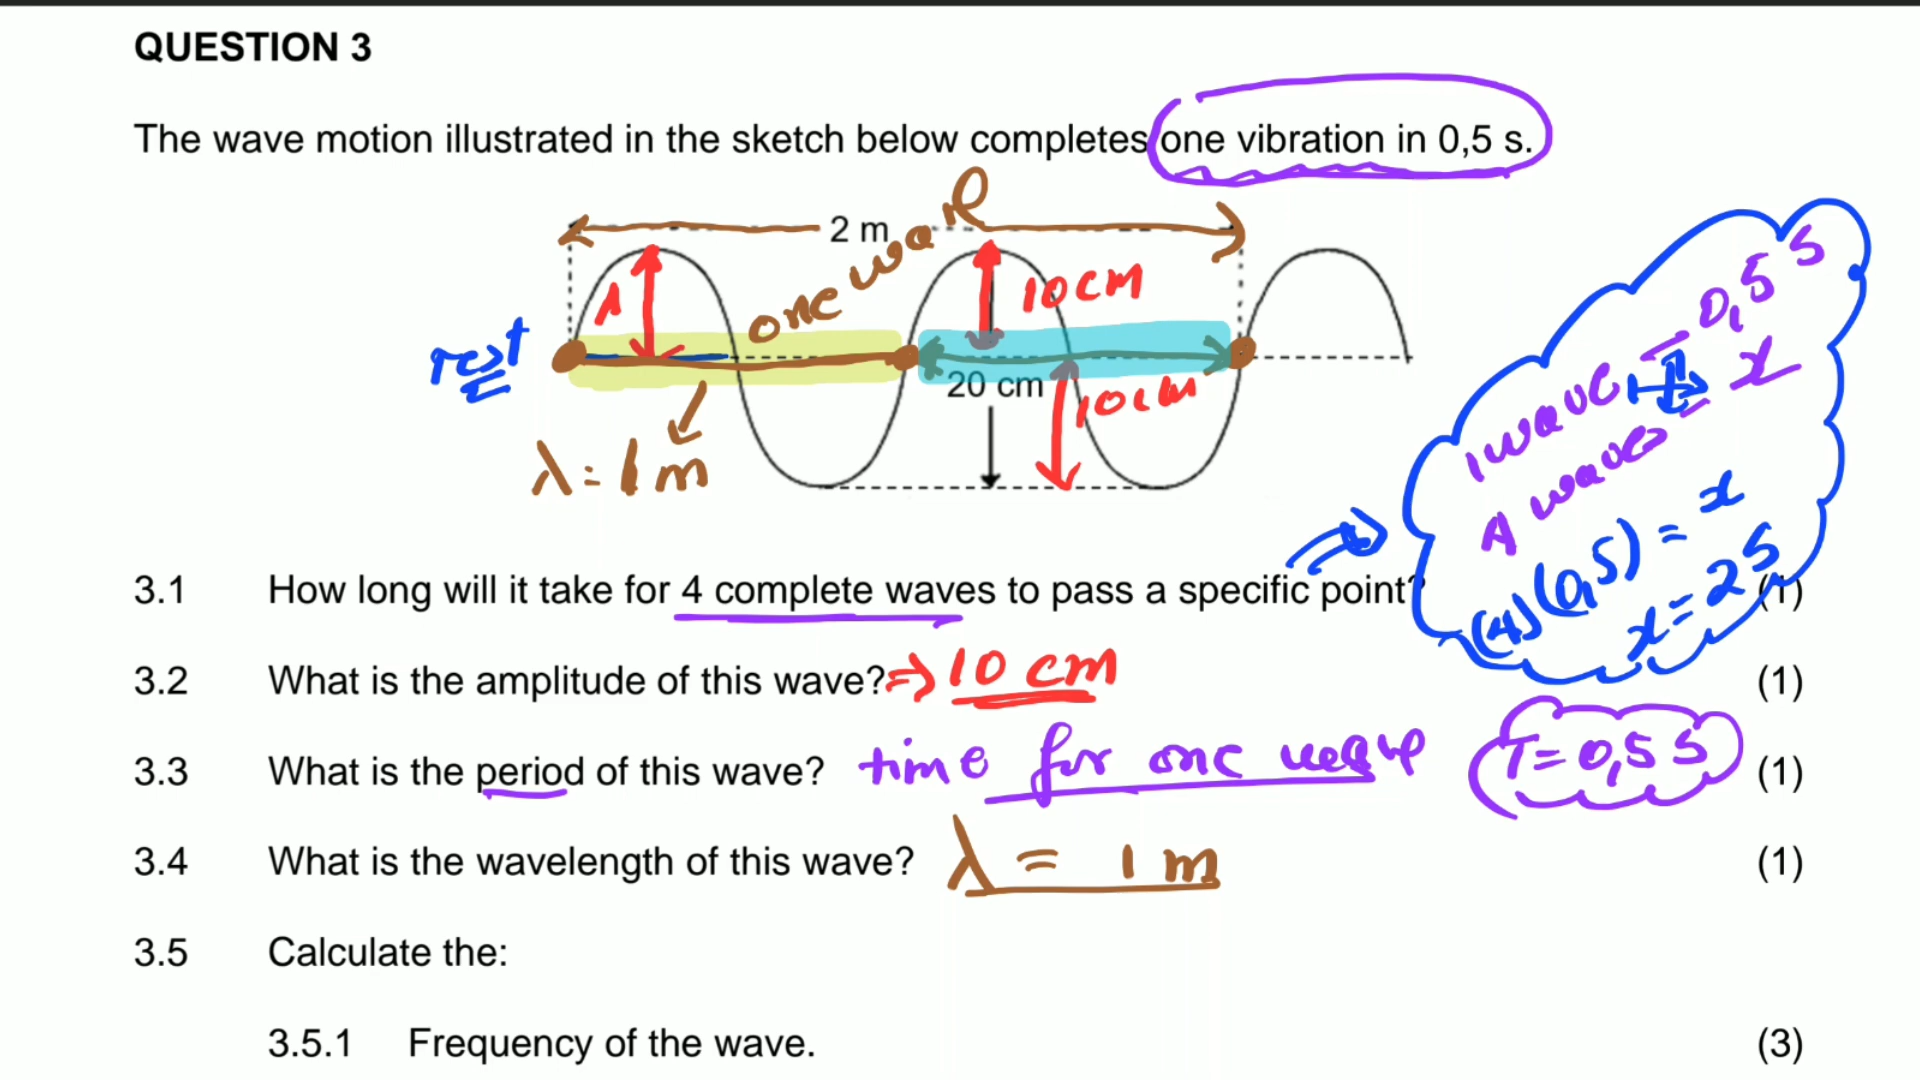 QUESTION 3
The wave motion illustrated in the sketch below completes one vibration in 0,5 s.
2 m
one wave
A
10cm
rest
20 cm
10cm
λ = 1 m
1 wave = 0,5 s
4 waves = x
(4)(0,5) = x
x = 2 s
3.1 How long will it take for 4 complete waves to pass a specific point? (1)
3.2 What is the amplitude of this wave? ⇒ 10 cm (1)
3.3 What is the period of this wave? time for one wave T = 0,5 s (1)
3.4 What is the wavelength of this wave? λ = 1 m (1)
3.5 Calculate the:
3.5.1 Frequency of the wave. (3)